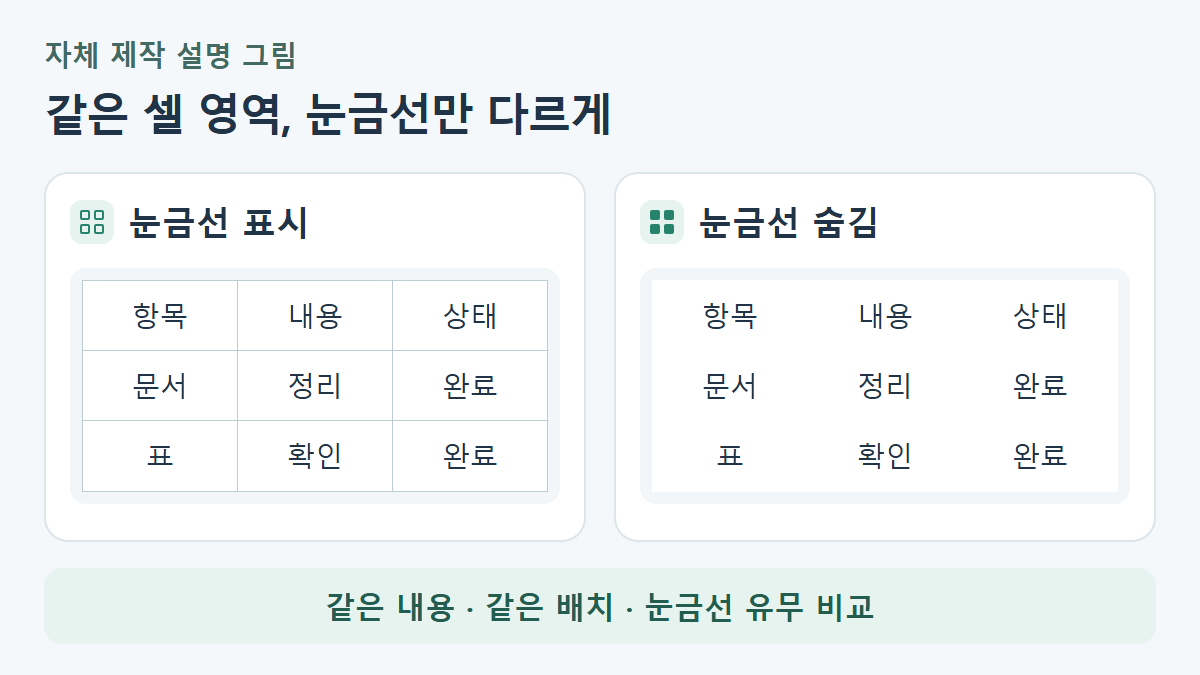 자체 제작 설명 그림
같은 셀 영역, 눈금선만 다르게
눈금선 표시
항목 내용 상태
문서 정리 완료
표 확인 완료
눈금선 숨김
항목 내용 상태
문서 정리 완료
표 확인 완료
같은 내용 · 같은 배치 · 눈금선 유무 비교